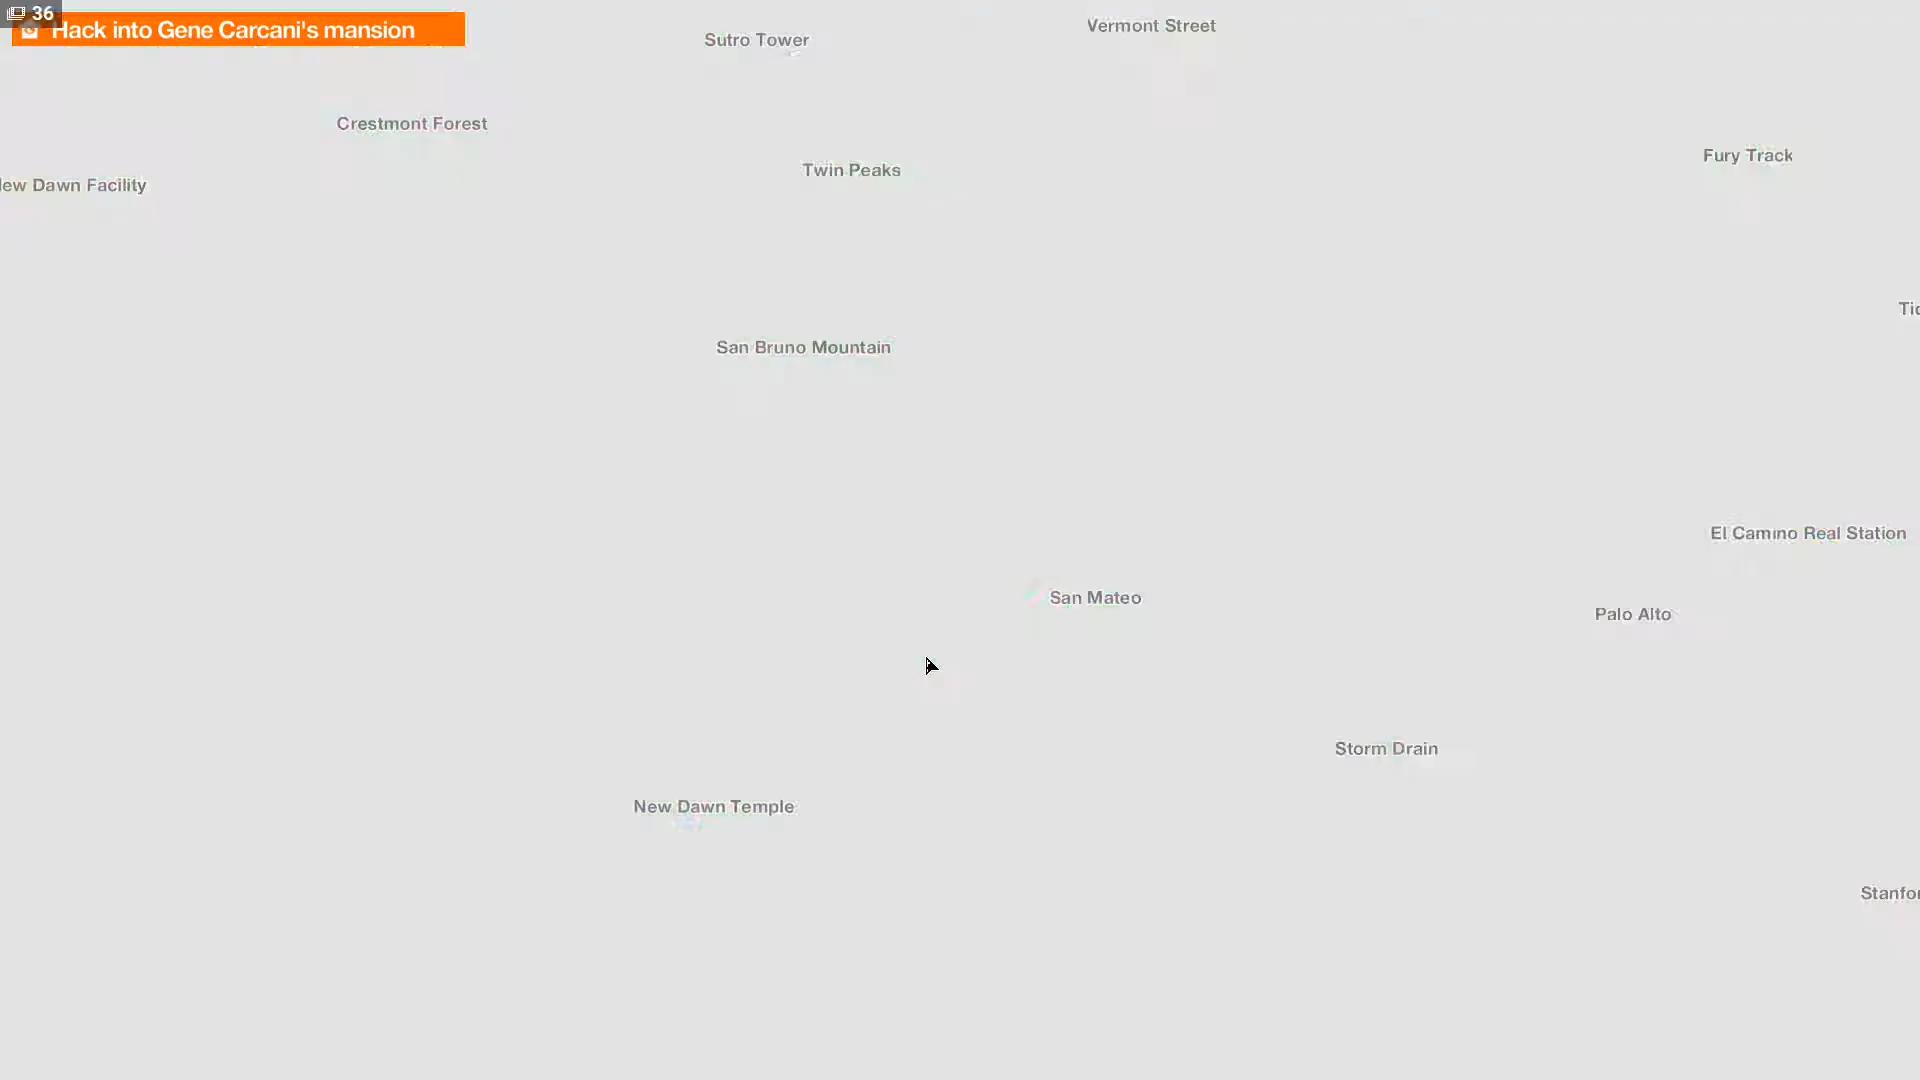 36
Hack into Gene Carcani's mansion
Vermont Street
Sutro Tower
Crestmont Forest
Fury Track
Twin Peaks
Dawn Facility
San Bruno Mountain
El Camino Real Station
San Mateo
Palo Alto
Storm Drain
New Dawn Temple